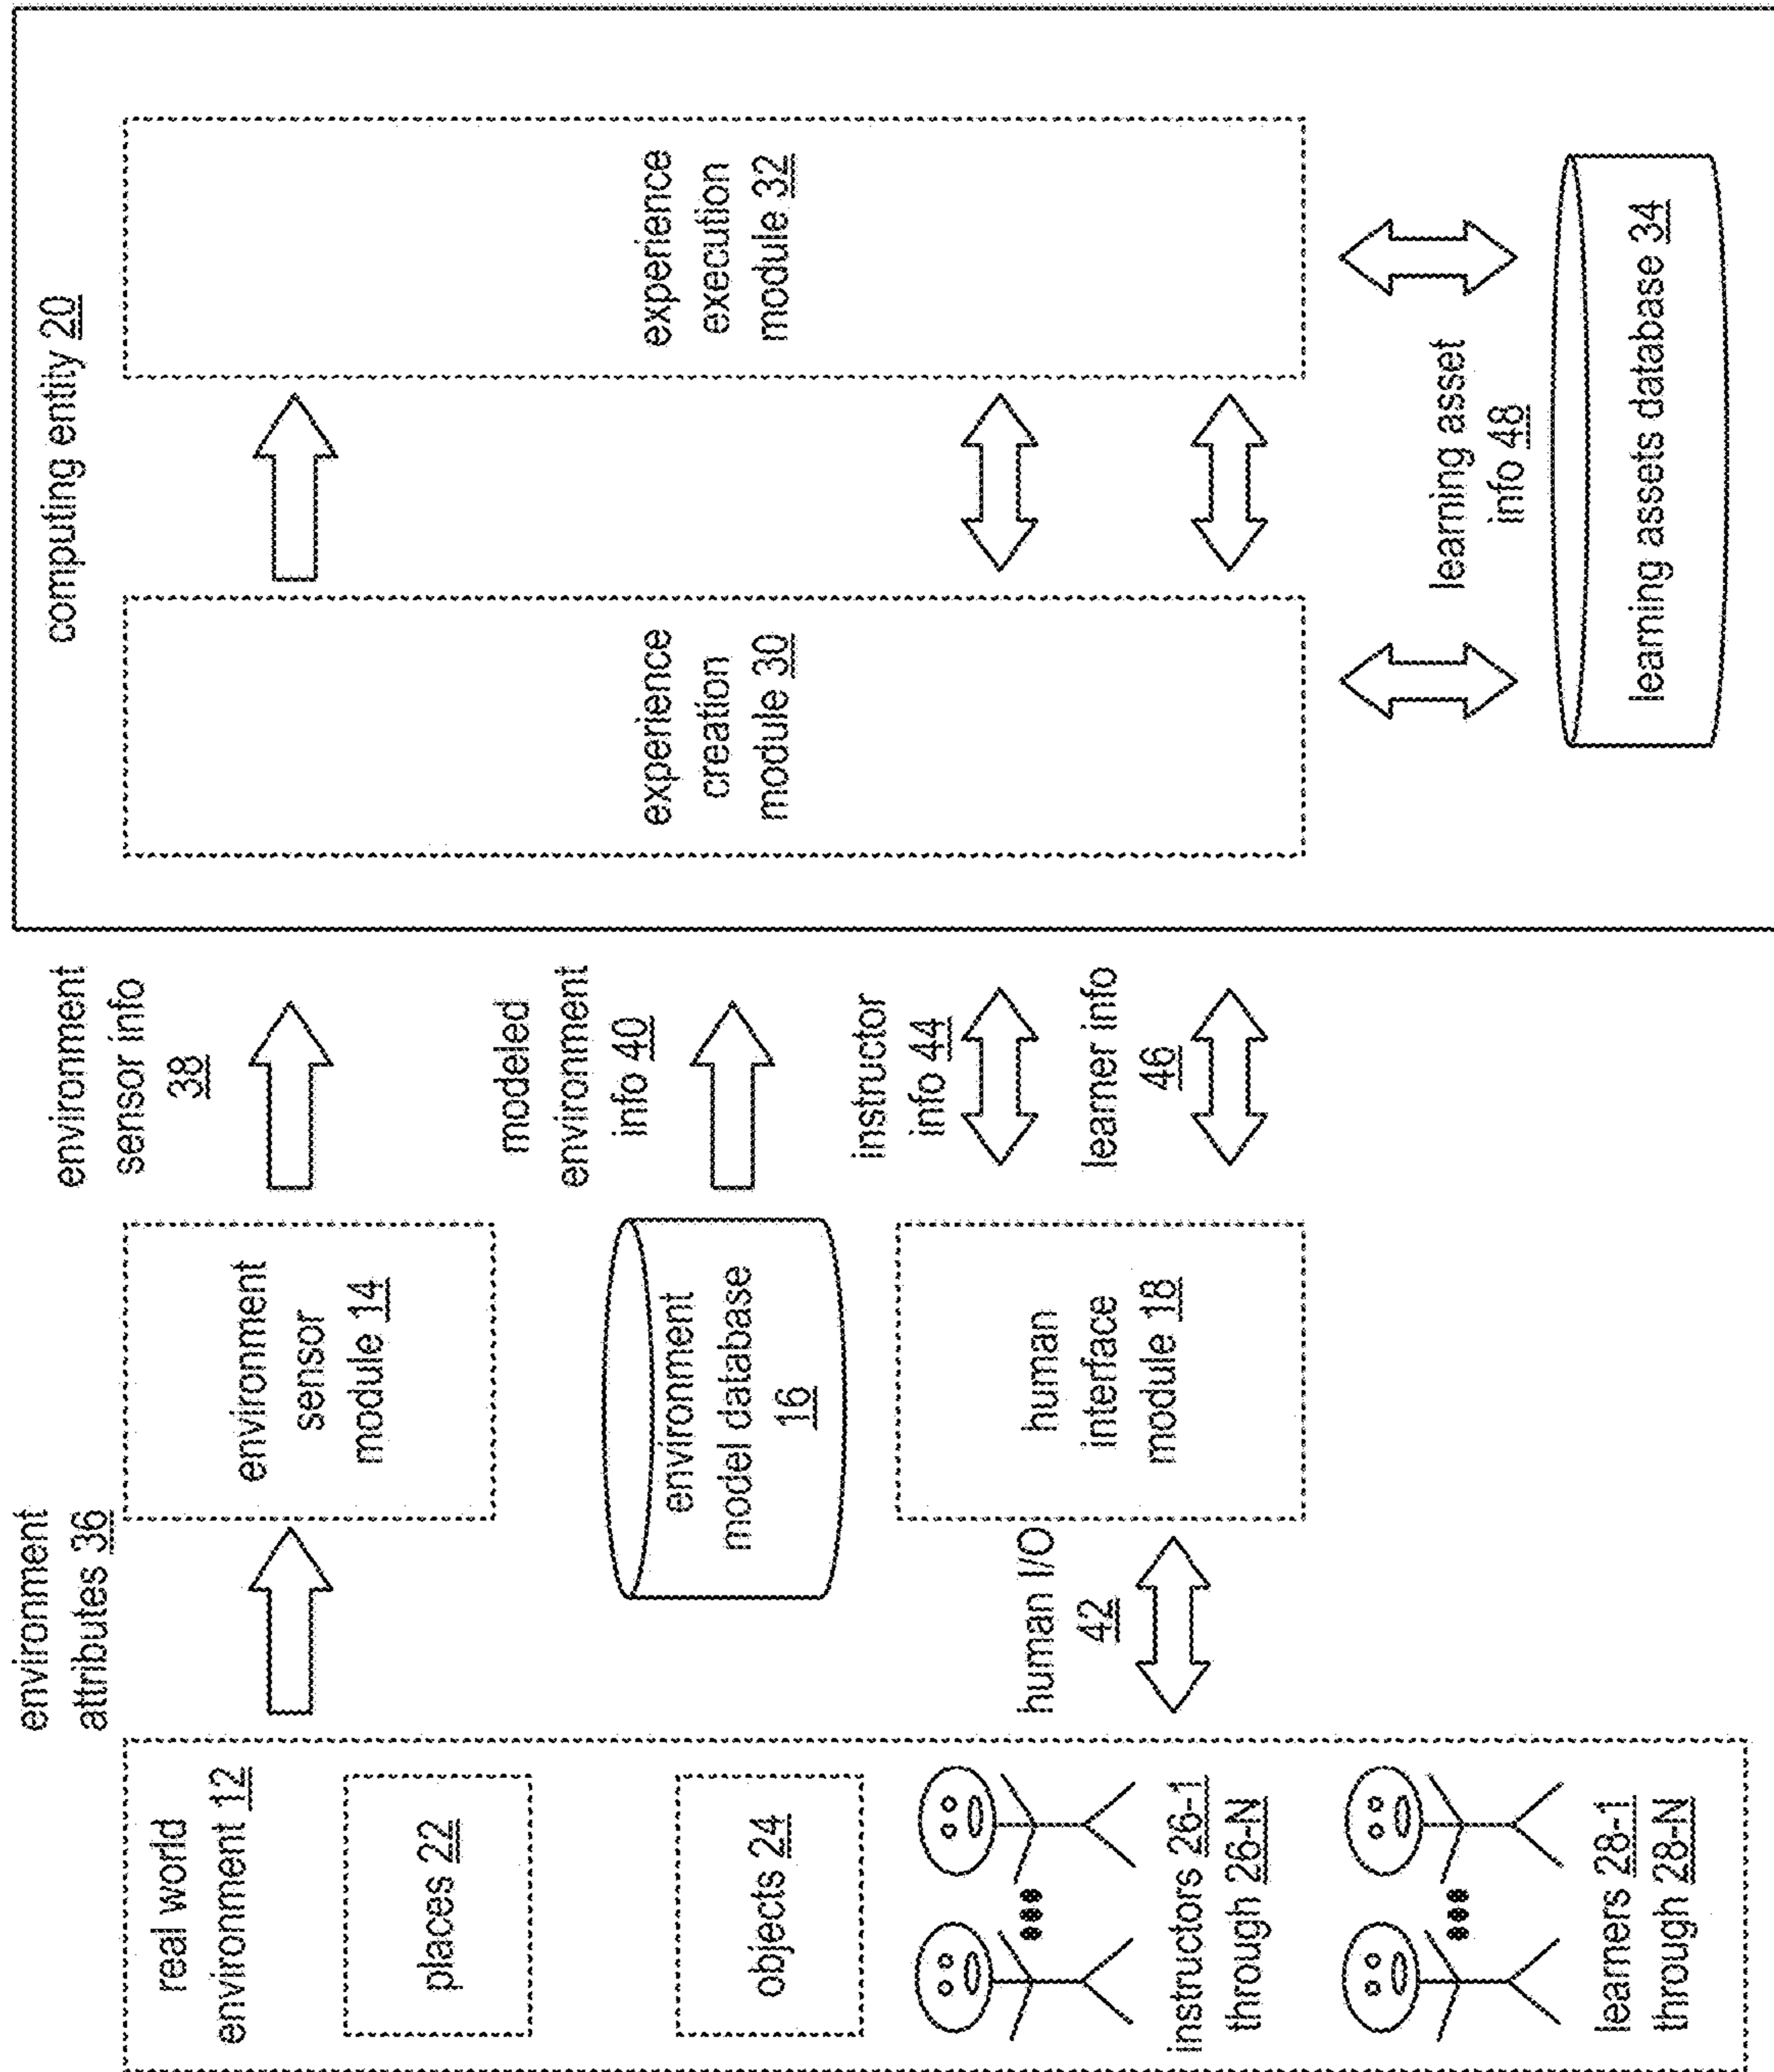 real world
environment 12
places 22
objects 24
instructors 26-1
through 26-N
learners 28-1
through 28-N
environment
attributes 36
human I/O
42
environment
sensor
module 14
environment
model database
16
human
interface
module 18
environment
sensor info
38
modeled
environment
info 40
instructor
info 44
learner info
46
computing entity 20
experience
creation
module 30
experience
execution
module 32
learning asset
info 48
learning assets database 34